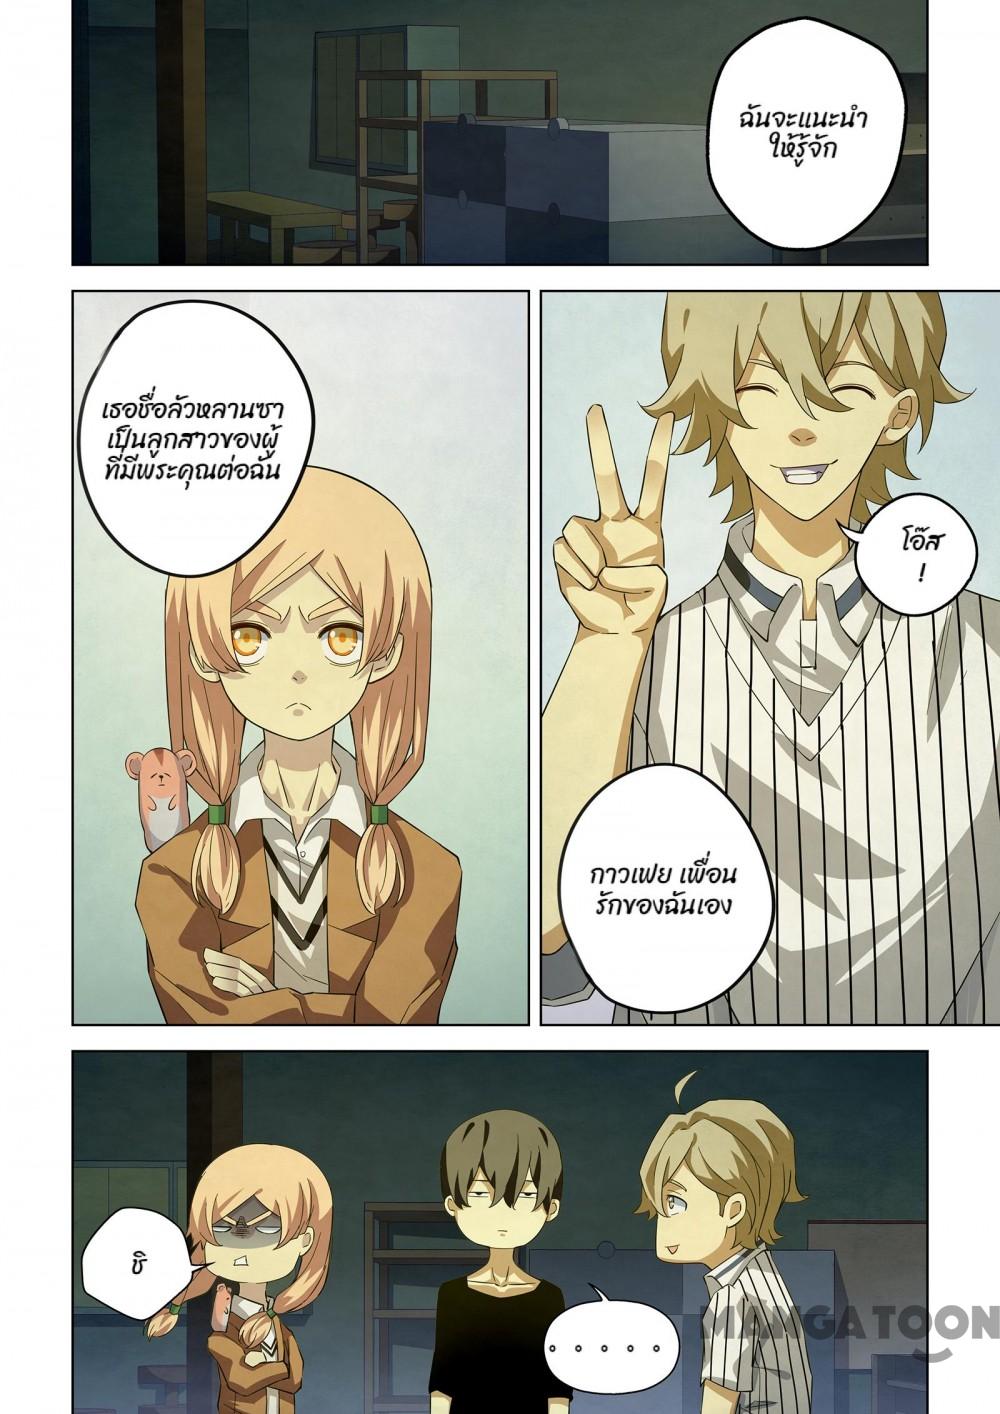 ฉันจะแนะนำ
ให้รู้จัก
เธอชื่อลัวหลานซา
เป็นลูกสาวของผู้
ที่มีพระคุณต่อฉัน
โอ๊ส
!
กาวเฟย เพื่อน
รักของฉันเอง
ชิ
. . . . .
MANGATOON